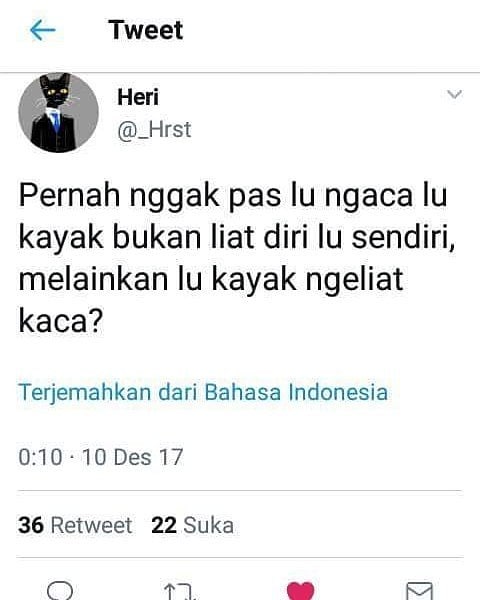 Tweet
Heri
@_Hrst
Pernah nggak pas lu ngaca lu
kayak bukan liat diri lu sendiri,
melainkan lu kayak ngeliat
kaca?
Terjemahkan dari Bahasa Indonesia
0:10 · 10 Des 17
36 Retweet 22 Suka